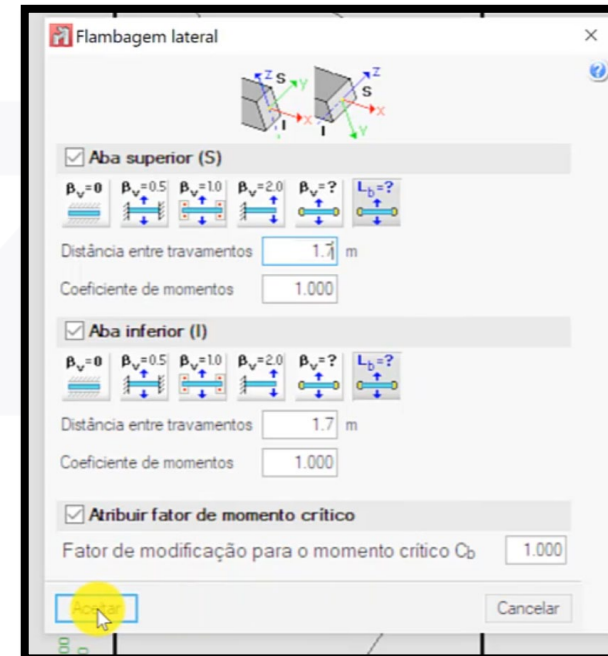 Flambagem lateral
Z S Y X I Z S X I Y
Aba superior (S)
βv=0 βv=0.5 βv=1.0 βv=2.0 βv=? Lb=?
Distância entre travamentos 1.7 m
Coeficiente de momentos 1.000
Aba inferior (I)
βv=0 βv=0.5 βv=1.0 βv=2.0 βv=? Lb=?
Distância entre travamentos 1.7 m
Coeficiente de momentos 1.000
Atribuir fator de momento crítico
Fator de modificação para o momento crítico Cb 1.000
Aceitar Cancelar